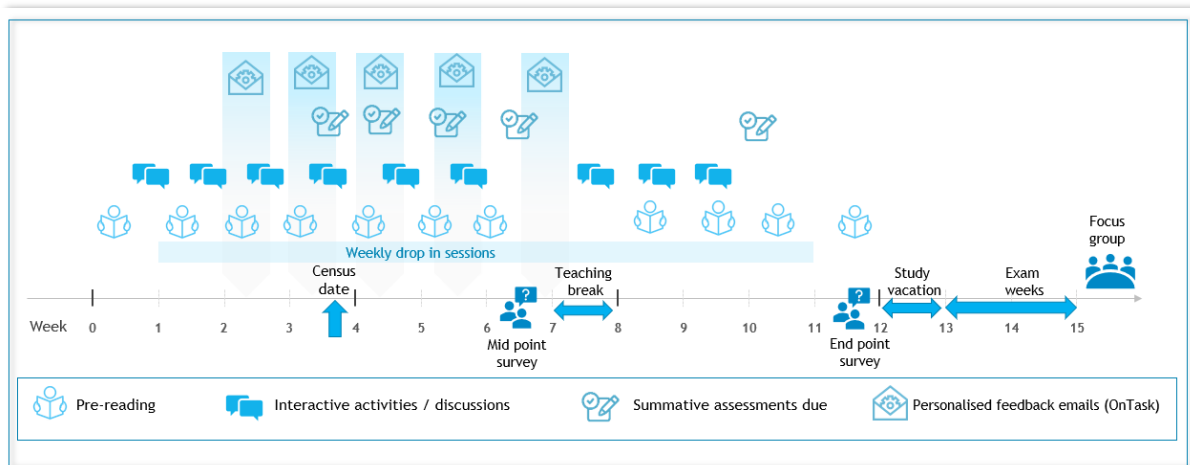 Weekly drop in sessions
Focus
group
Census
date
Teaching
break
Study
vacation
Exam
weeks
?
?
Week 0 2 3 4 5 6 7 8 9 10 11 12 13 14 15
Mid point
survey
End point
survey
Pre-reading
Interactive activities / discussions
Summative assessments due
Personalised feedback emails (OnTask)